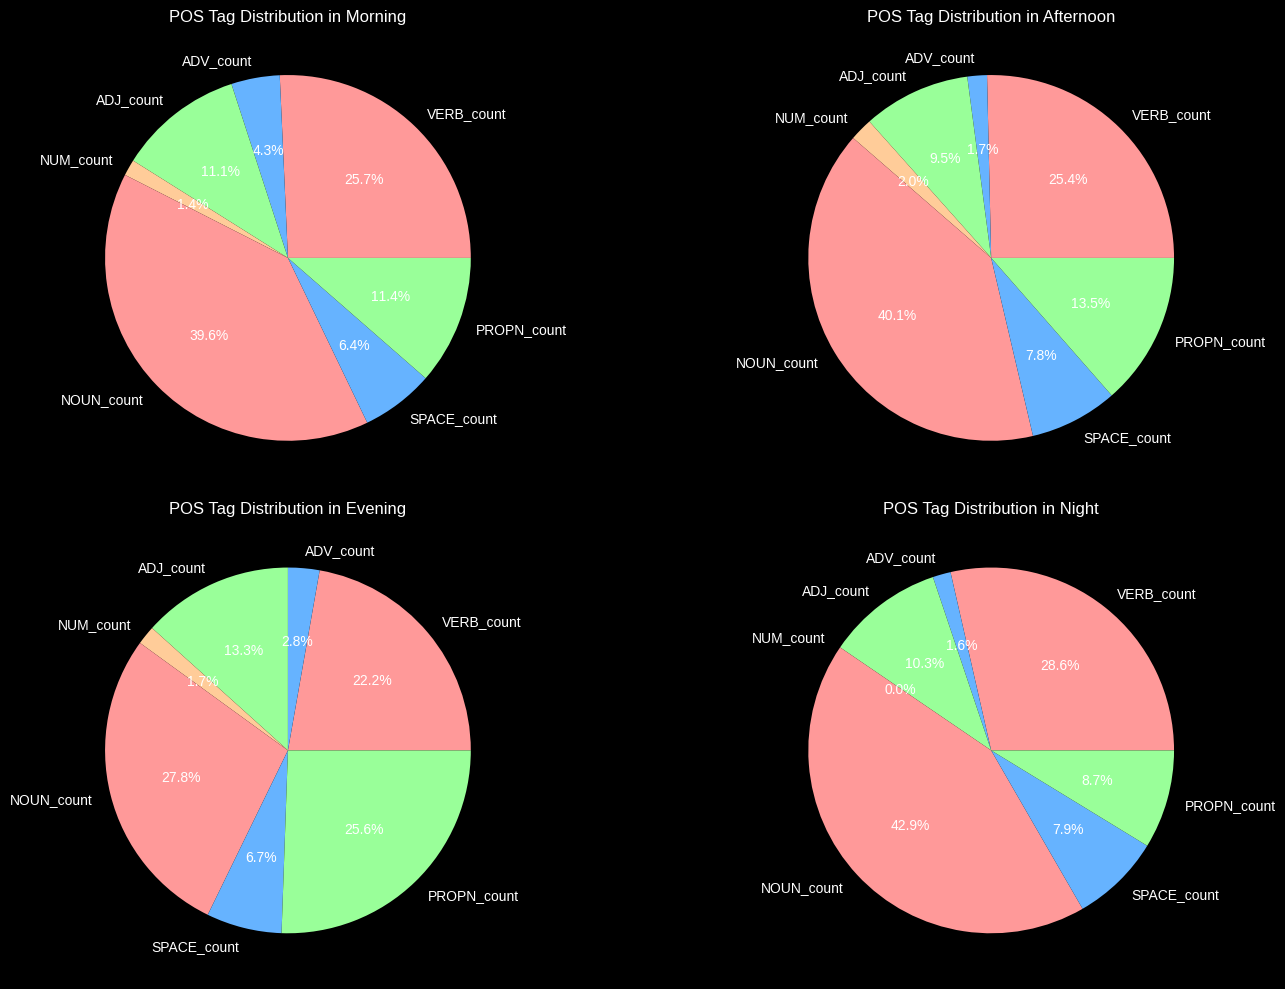 POS Tag Distribution in Morning
ADV_count
ADJ_count
VERB_count
NUM_count
4.3%
11.1%
25.7%
1.4%
11.4%
39.6%
6.4%
PROPN_count
NOUN_count
SPACE_count
POS Tag Distribution in Afternoon
ADV_count
ADJ_count
VERB_count
NUM_count
1.7%
9.5%
25.4%
2.0%
13.5%
40.1%
PROPN_count
7.8%
NOUN_count
SPACE_count
POS Tag Distribution in Evening
ADV_count
ADJ_count
VERB_count
NUM_count
2.8%
13.3%
22.2%
1.7%
27.8%
NOUN_count
25.6%
6.7%
PROPN_count
SPACE_count
POS Tag Distribution in Night
ADV_count
ADJ_count
VERB_count
NUM_count
1.6%
10.3%
28.6%
0.0%
8.7%
PROPN_count
42.9%
7.9%
NOUN_count
SPACE_count